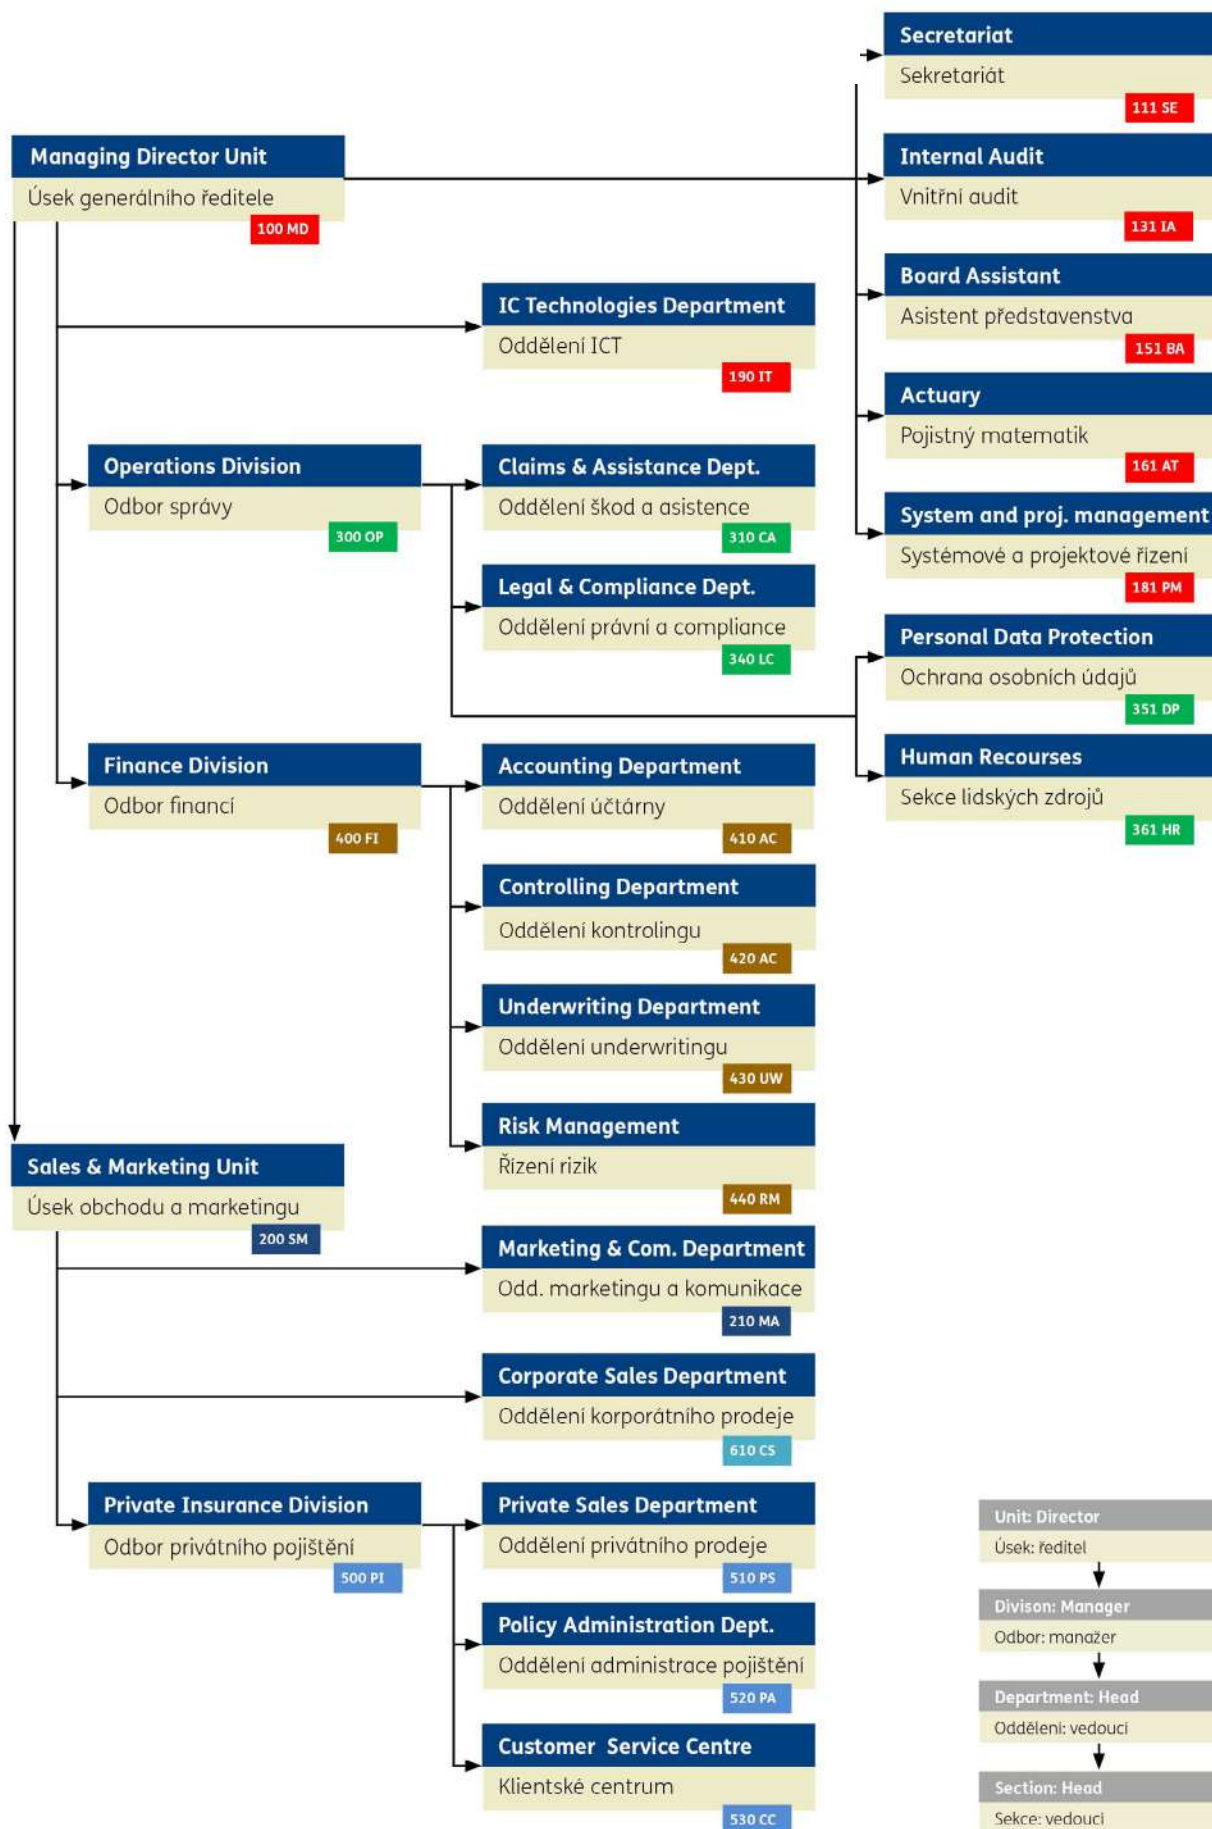 Secretariat
Sekretariát
111 SE
Managing Director Unit
Úsek generálního ředitele
100 MD
Internal Audit
Vnitřní audit
131 IA
IC Technologies Department
Oddělení ICT
190 IT
Board Assistant
Asistent představenstva
151 BA
Actuary
Pojistný matematik
161 AT
Operations Division
Odbor správy
300 OP
Claims & Assistance Dept.
Oddělení škod a asistence
310 CA
System and proj. management
Systémové a projektové řízení
181 PM
Legal & Compliance Dept.
Oddělení právní a compliance
340 LC
Personal Data Protection
Ochrana osobních údajů
351 DP
Finance Division
Odbor financí
400 FI
Accounting Department
Oddělení účtárny
410 AC
Human Recourses
Sekce lidských zdrojů
361 HR
Controlling Department
Oddělení kontrolingu
420 AC
Underwriting Department
Oddělení underwritingu
430 UW
Risk Management
Řízení rizik
440 RM
Sales & Marketing Unit
Úsek obchodu a marketingu
200 SM
Marketing & Com. Department
Odd. marketingu a komunikace
210 MA
Corporate Sales Department
Oddělení korporátního prodeje
610 CS
Private Insurance Division
Odbor privátního pojištění
500 PI
Private Sales Department
Oddělení privátního prodeje
510 PS
Policy Administration Dept.
Oddělení administrace pojištění
520 PA
Customer Service Centre
Klientské centrum
530 CC
Unit: Director
Úsek: ředitel
Divison: Manager
Odbor: manažer
Department: Head
Oddělení: vedoucí
Section: Head
Sekce: vedoucí